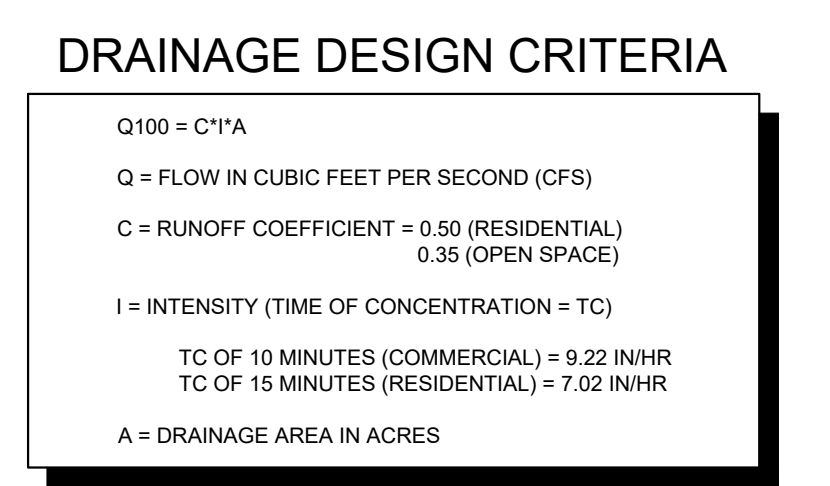 DRAINAGE DESIGN CRITERIA
Q100 = C*I*A
Q = FLOW IN CUBIC FEET PER SECOND (CFS)
C = RUNOFF COEFFICIENT = 0.50 (RESIDENTIAL)
0.35 (OPEN SPACE)
I = INTENSITY (TIME OF CONCENTRATION = TC)
TC OF 10 MINUTES (COMMERCIAL) = 9.22 IN/HR
TC OF 15 MINUTES (RESIDENTIAL) = 7.02 IN/HR
A = DRAINAGE AREA IN ACRES